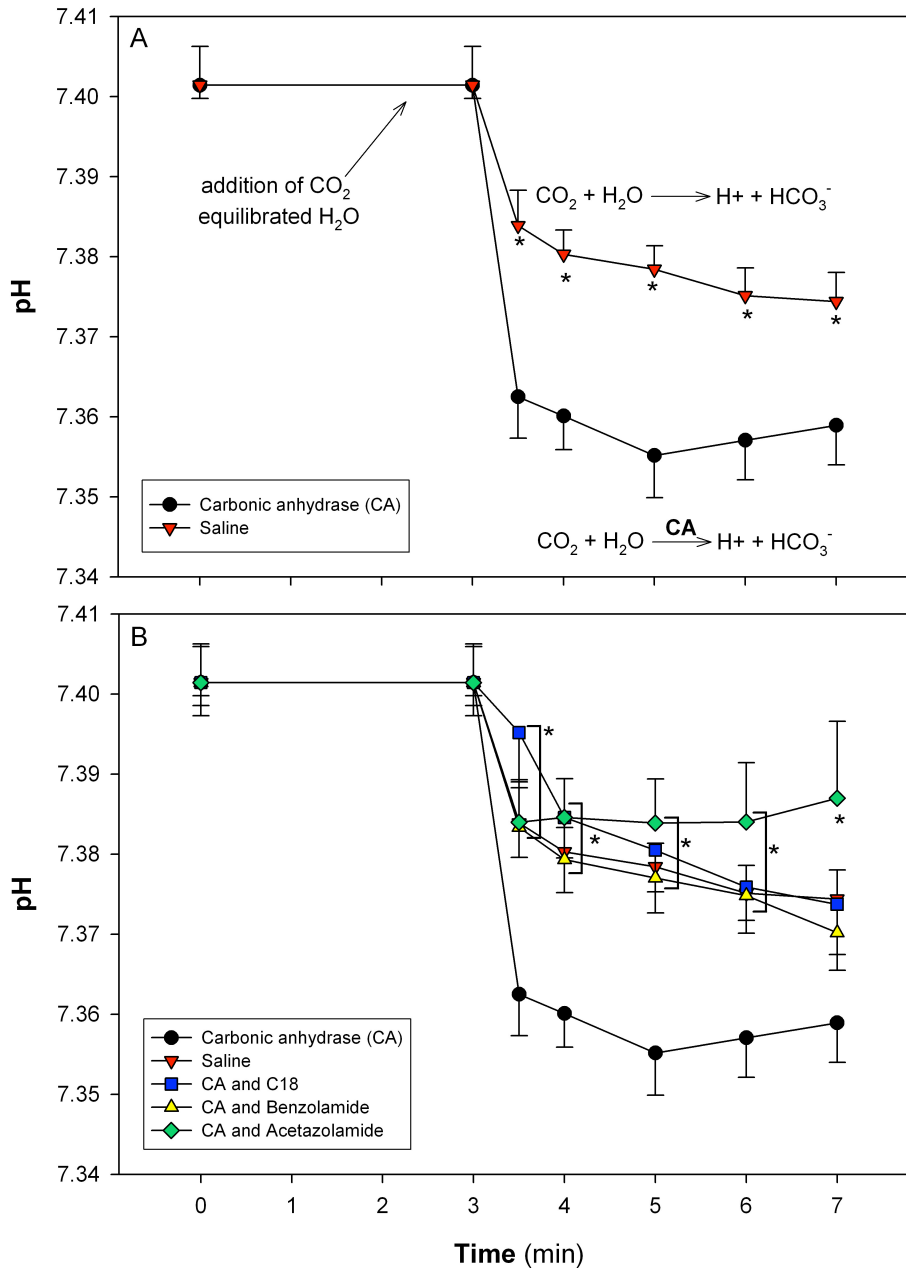 7.41
A
7.40
7.39
addition of CO2
equilibrated H2O
CO2 + H2O → H+ + HCO3-
7.38
*
*
*
*
*
pH
7.37
7.36
7.35
Carbonic anhydrase (CA)
Saline
CO2 + H2O CA → H+ + HCO3-
7.34
7.41
B
7.40
7.39
*
7.38
*
*
*
*
pH
7.37
7.36
7.35
Carbonic anhydrase (CA)
Saline
CA and C18
CA and Benzolamide
CA and Acetazolamide
7.34
0 1 2 3 4 5 6 7
Time (min)